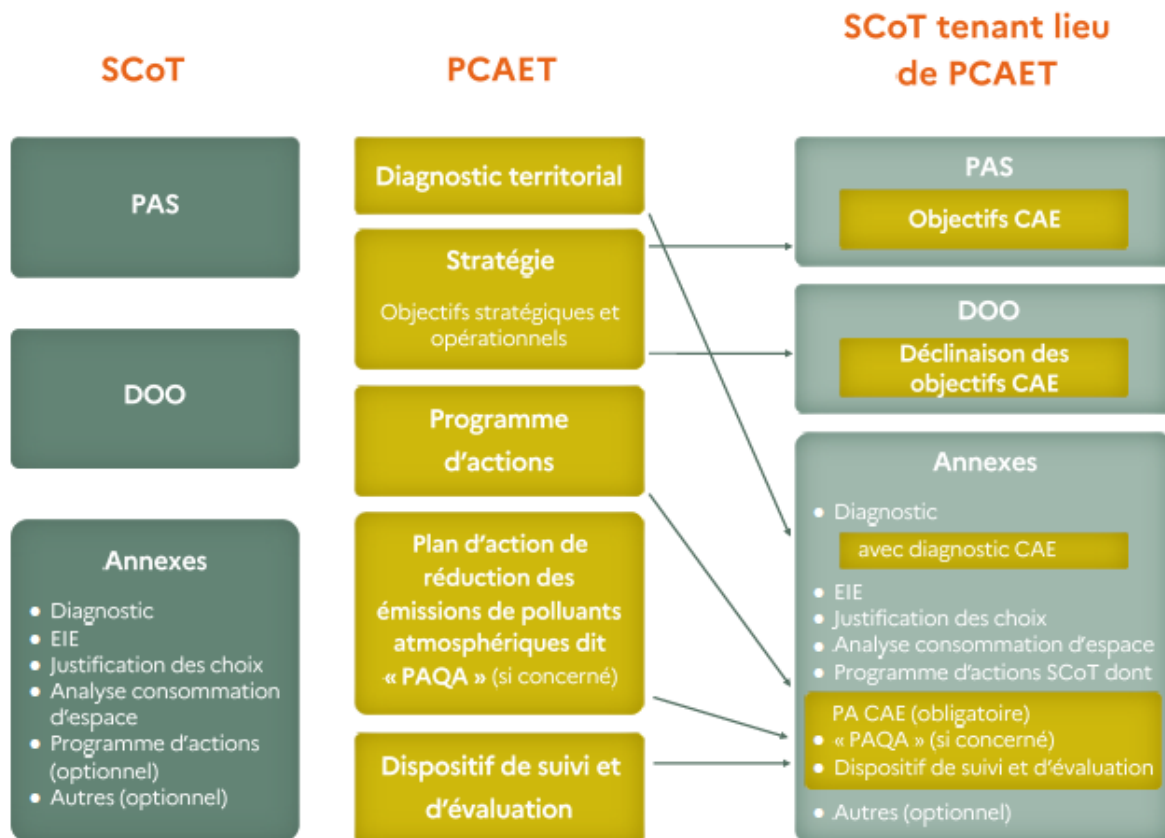 SCoT
PAS
DOO
Annexes
● Diagnostic
● EIE
● Justification des choix
● Analyse consommation
d'espace
● Programme d'actions
(optionnel)
● Autres (optionnel)
PCAET
Diagnostic territorial
Stratégie
Objectifs stratégiques et
opérationnels
Programme
d'actions
Plan d'action de
réduction des
émissions de polluants
atmosphériques dit
« PAQA » (si concerné)
Dispositif de suivi et
d'évaluation
SCoT tenant lieu
de PCAET
PAS
Objectifs CAE
DOO
Déclinaison des
objectifs CAE
Annexes
● Diagnostic
avec diagnostic CAE
● EIE
● Justification des choix
● Analyse consommation d'espace
● Programme d'actions SCoT dont
PA CAE (obligatoire)
● « PAQA » (si concerné)
● Dispositif de suivi et d'évaluation
● Autres (optionnel)